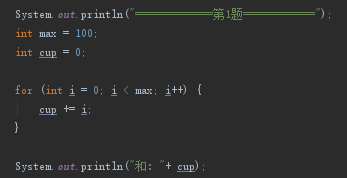 System.out.println("============第1题===========");
int max = 100;
int cup = 0;
for (int i = 0; i < max; i++) {
cup += i;
}
System.out.println("和: "+ cup);